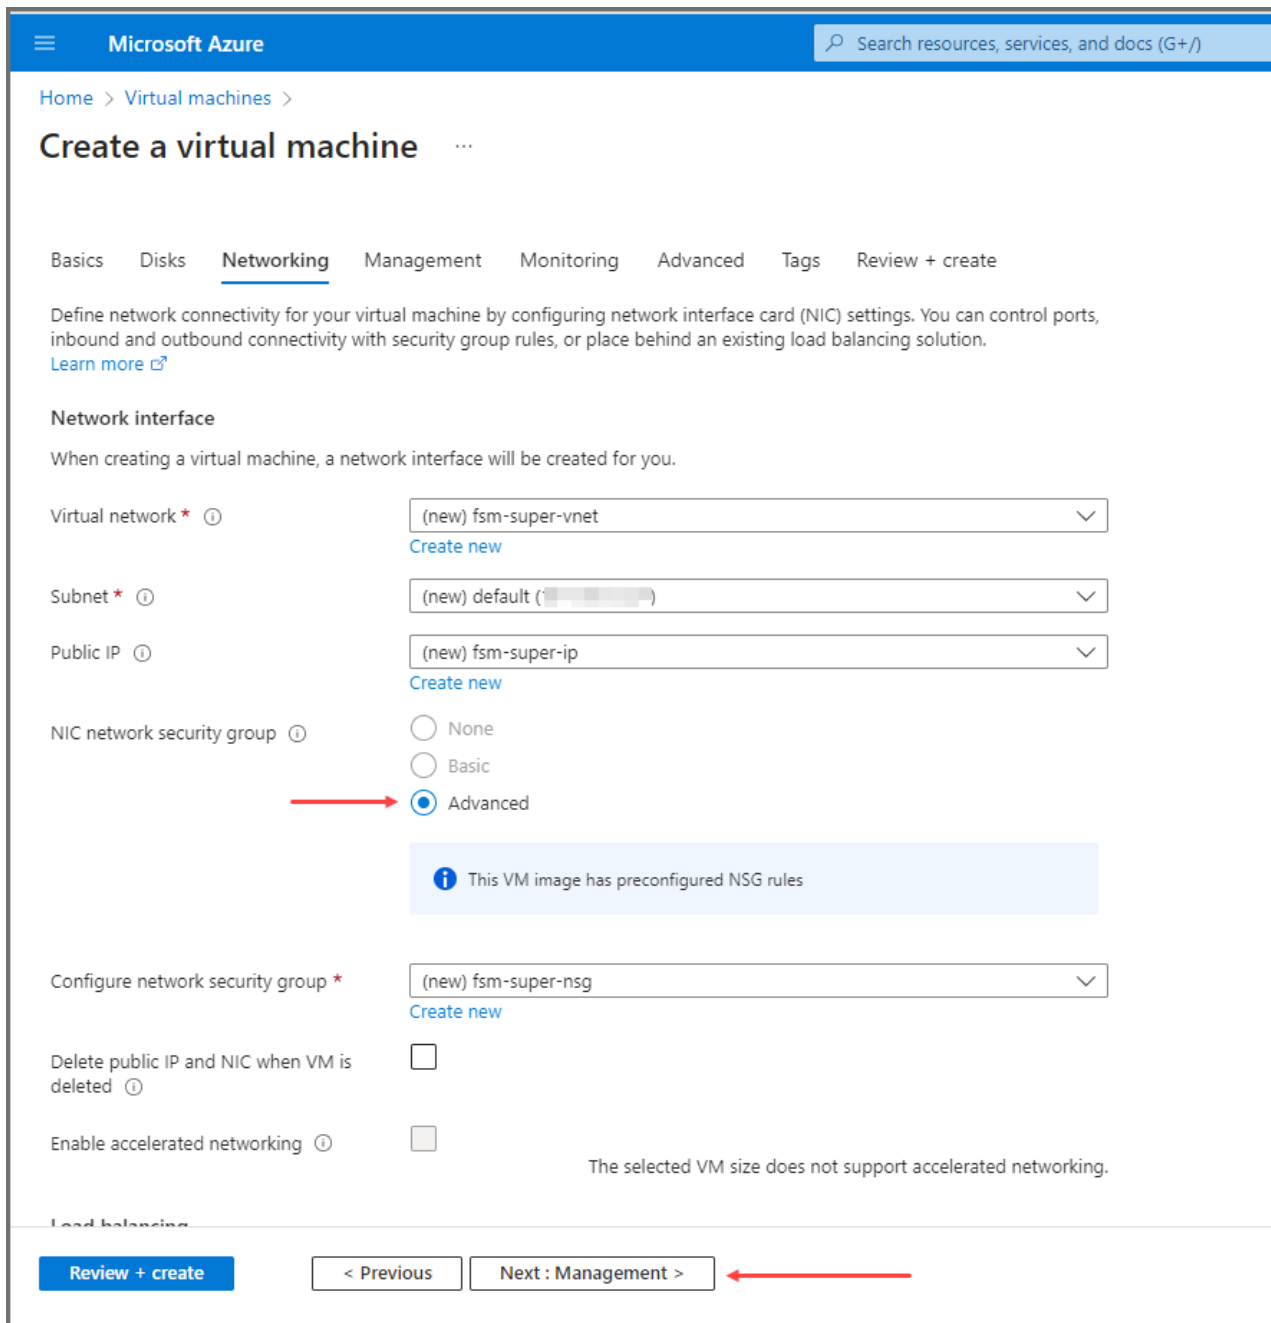 Microsoft Azure
Search resources, services, and docs (G+/)
Home > Virtual machines >
Create a virtual machine ...
Basics Disks Networking Management Monitoring Advanced Tags Review + create
Define network connectivity for your virtual machine by configuring network interface card (NIC) settings. You can control ports,
inbound and outbound connectivity with security group rules, or place behind an existing load balancing solution.
Learn more
Network interface
When creating a virtual machine, a network interface will be created for you.
Virtual network * (new) fsm-super-vnet
Create new
Subnet * (new) default ( )
Public IP (new) fsm-super-ip
Create new
NIC network security group
None
Basic
Advanced
This VM image has preconfigured NSG rules
Configure network security group * (new) fsm-super-nsg
Create new
Delete public IP and NIC when VM is
deleted
Enable accelerated networking
The selected VM size does not support accelerated networking.
Load balancing
Review + create < Previous Next : Management >